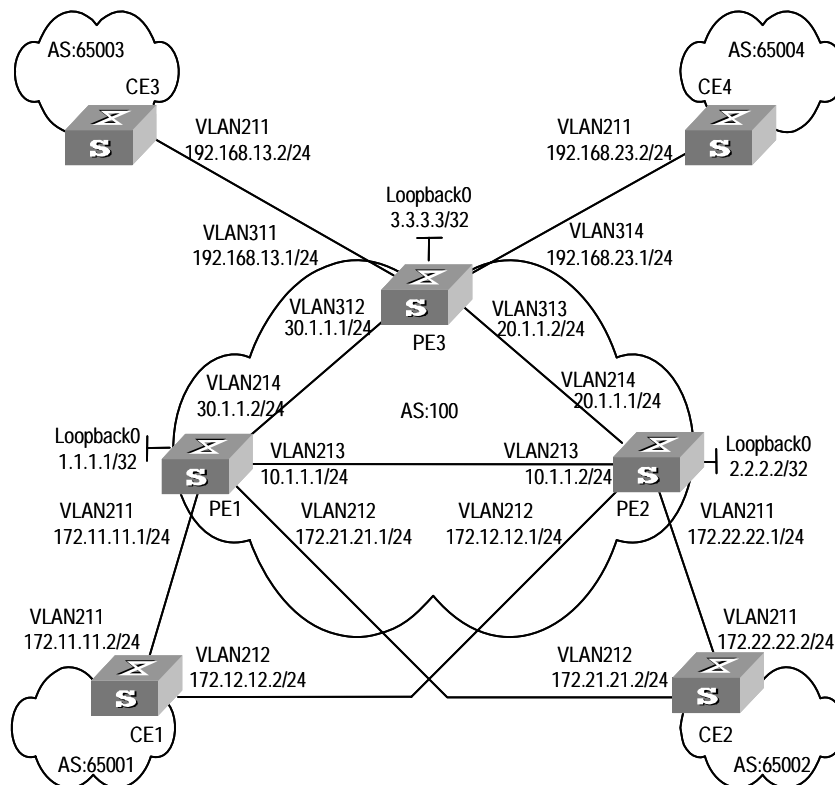 AS:65003
AS:65004
CE3
CE4
VLAN211
192.168.13.2/24
VLAN211
192.168.23.2/24
S
S
Loopback0
3.3.3.3/32
VLAN311
192.168.13.1/24
VLAN314
192.168.23.1/24
VLAN312
30.1.1.1/24
S
VLAN313
20.1.1.2/24
PE3
VLAN214
30.1.1.2/24
AS:100
VLAN214
20.1.1.1/24
Loopback0
1.1.1.1/32
S
VLAN213
10.1.1.1/24
VLAN213
10.1.1.2/24
S
Loopback0
2.2.2.2/32
PE1
PE2
VLAN211
172.11.11.1/24
VLAN212
172.21.21.1/24
VLAN212
172.12.12.1/24
VLAN211
172.22.22.1/24
VLAN211
172.11.11.2/24
VLAN211
172.22.22.2/24
VLAN212
172.12.12.2/24
VLAN212
172.21.21.2/24
S
S
CE1
CE2
AS:65001
AS:65002